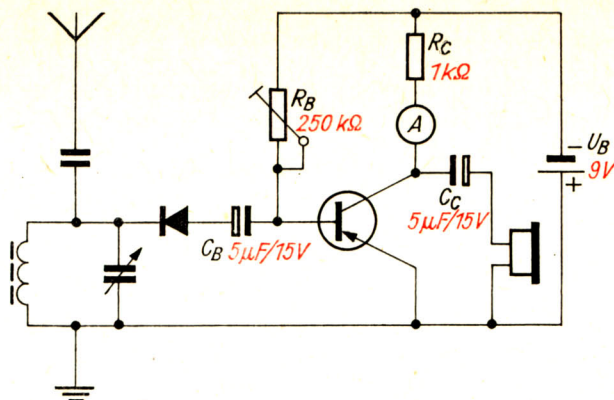 R_C
1kΩ
R_B
250 kΩ
A
− U_B
9V
+
C_C
5µF/15V
C_B 5µF/15V